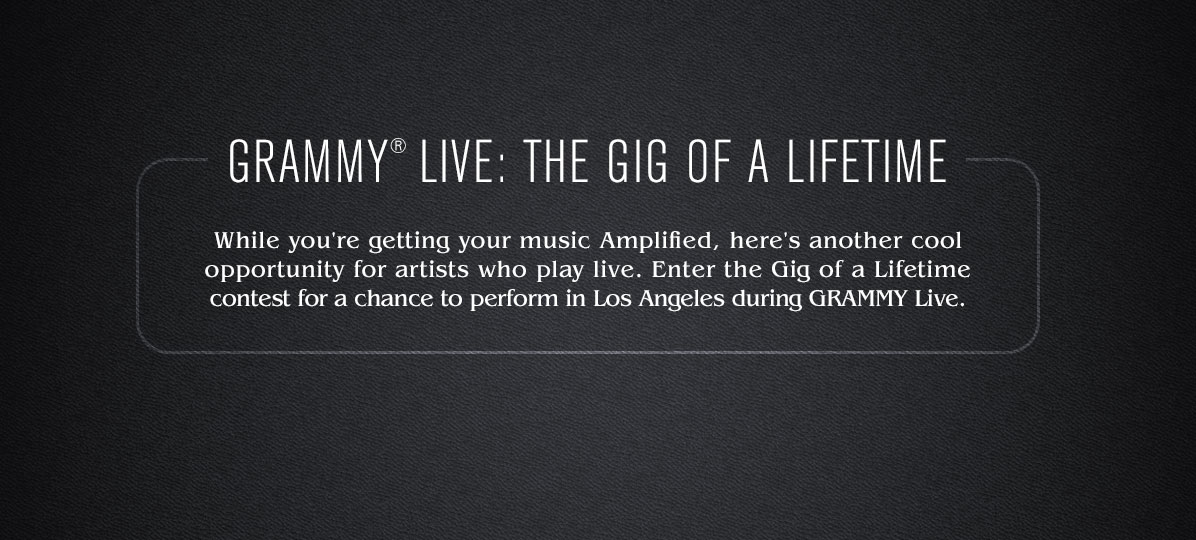 GRAMMY® LIVE: THE GIG OF A LIFETIME
While you're getting your music Amplified, here's another cool
opportunity for artists who play live. Enter the Gig of a Lifetime
contest for a chance to perform in Los Angeles during GRAMMY Live.